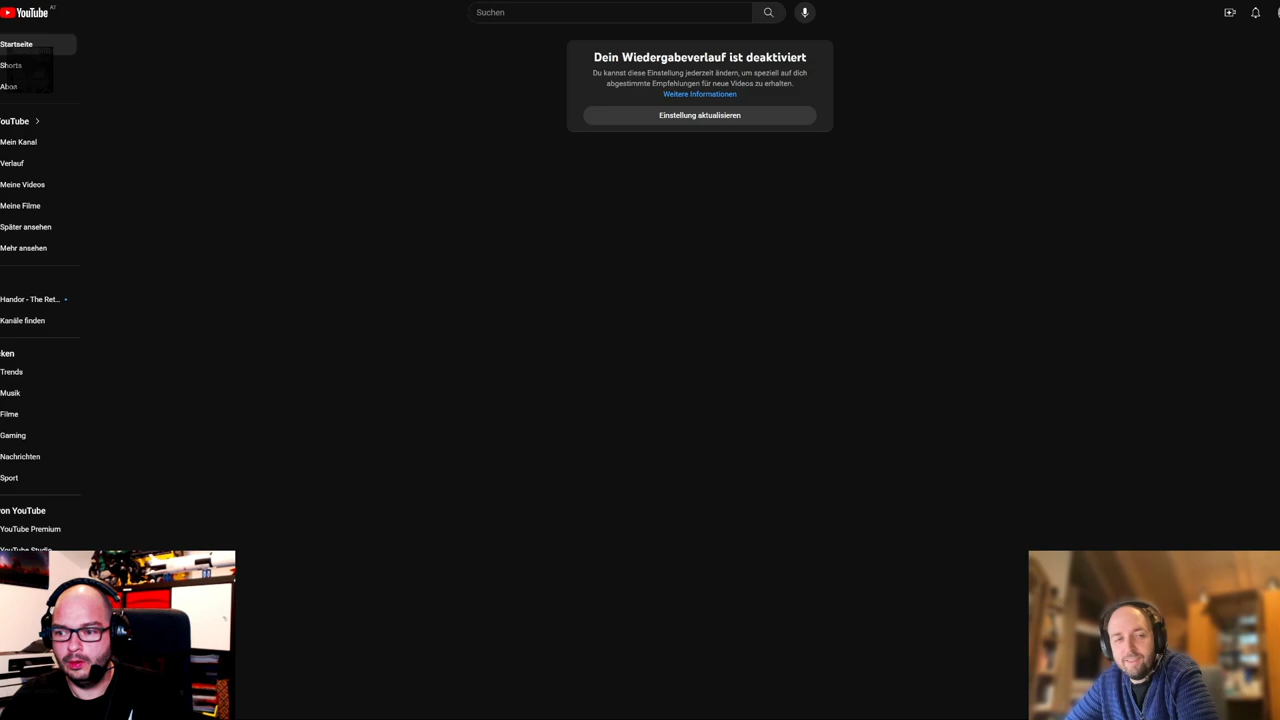 YouTube AT
Suchen
Startseite
Shorts
Abos
ouTube
Mein Kanal
Verlauf
Meine Videos
Meine Filme
Später ansehen
Mehr ansehen
Handor - The Ret...
Kanäle finden
ken
Trends
Musik
Filme
Gaming
Nachrichten
Sport
on YouTube
YouTube Premium
YouTube Studio
Dein Wiedergabeverlauf ist deaktiviert
Du kannst diese Einstellung jederzeit ändern, um speziell auf dich
abgestimmte Empfehlungen für neue Videos zu erhalten.
Weitere Informationen
Einstellung aktualisieren